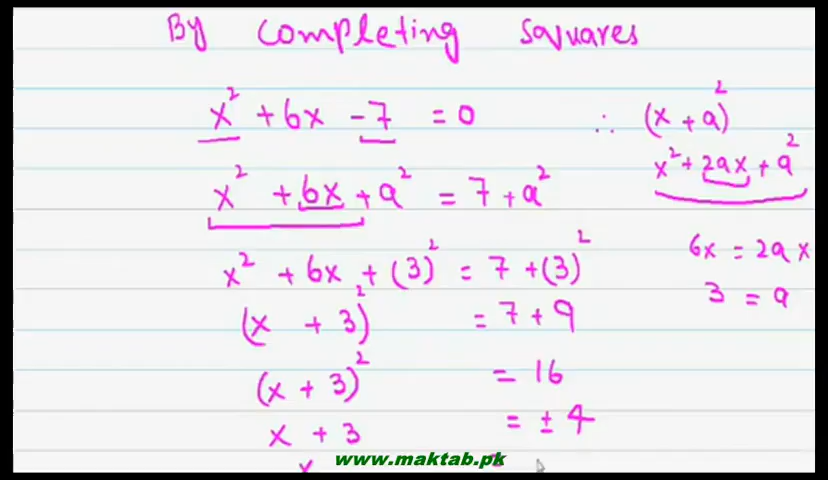 By completing squares
x² + 6x - 7 = 0
∴ (x + a)²
x² + 2ax + a²
x² + 6x + a² = 7 + a²
6x = 2ax
x² + 6x + (3)² = 7 + (3)²
3 = a
(x + 3)² = 7 + 9
(x + 3)² = 16
x + 3 = ± 4
x =
www.maktab.pk